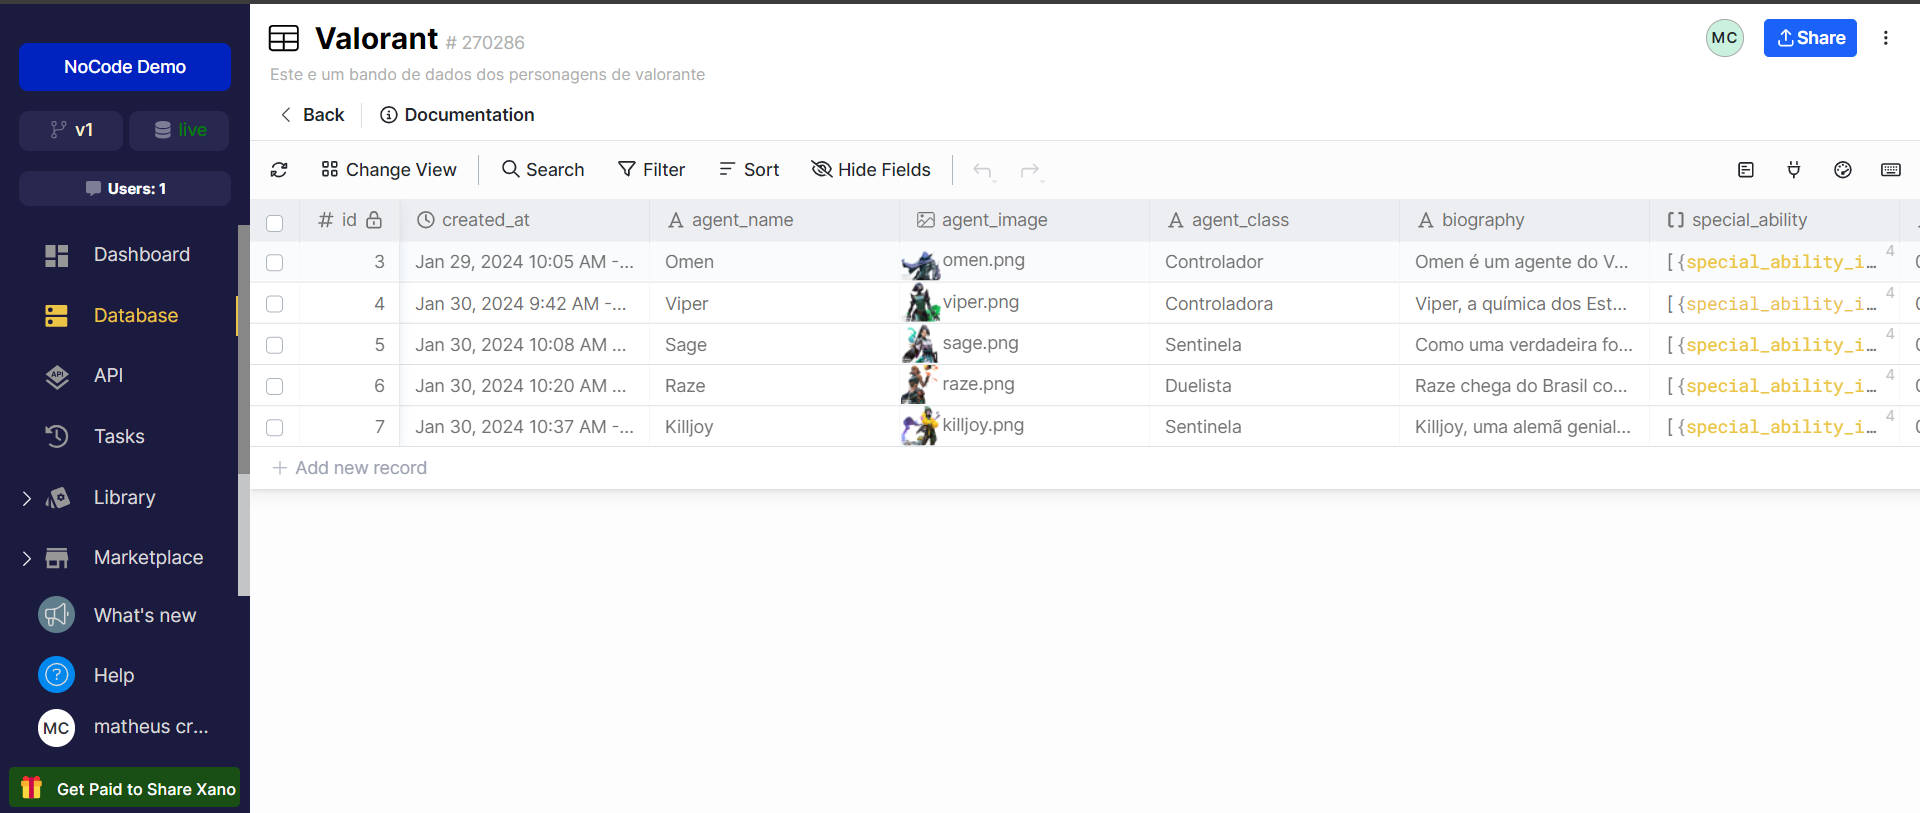 NoCode Demo
v1
live
Users: 1
Dashboard
Database
API
API
Tasks
Library
Marketplace
What's new
? Help
MC matheus cr...
Get Paid to Share Xano
Valorant # 270286
MC
Share
Este e um bando de dados dos personagens de valorante
Back
Documentation
Change View
Search
Filter
Sort
Hide Fields
# id created_at A agent_name agent_image A agent_class A biography [] special_ability
3 Jan 29, 2024 10:05 AM -... Omen omen.png Controlador Omen é um agente do V... [{special_ability_i... 4
4 Jan 30, 2024 9:42 AM -... Viper viper.png Controladora Viper, a química dos Est... [{special_ability_i... 4
5 Jan 30, 2024 10:08 AM ... Sage sage.png Sentinela Como uma verdadeira fo... [{special_ability_i... 4
6 Jan 30, 2024 10:20 AM ... Raze raze.png Duelista Raze chega do Brasil co... [{special_ability_i... 4
7 Jan 30, 2024 10:37 AM -... Killjoy killjoy.png Sentinela Killjoy, uma alemã genial... [{special_ability_i... 4
+ Add new record